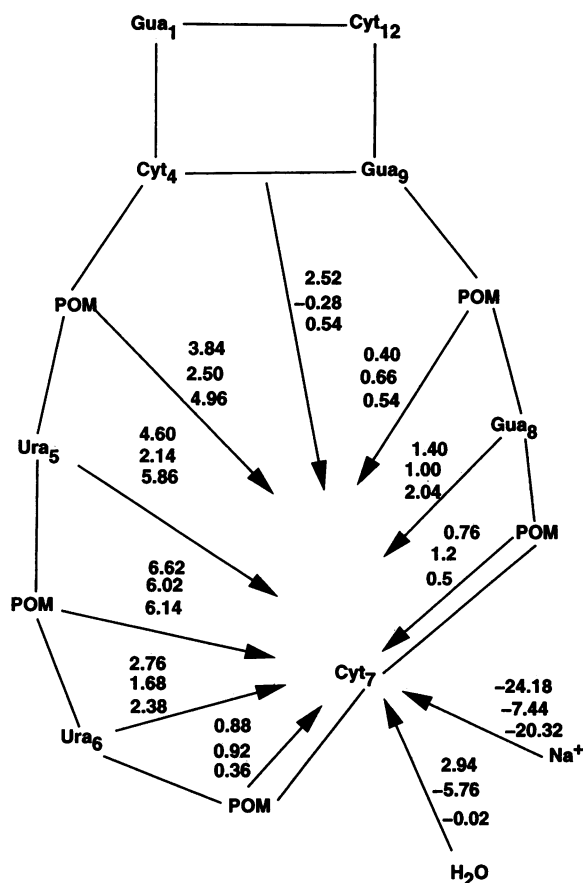 Gua1 Cyt12
Cyt4 Gua9
2.52
−0.28
0.54
POM POM
3.84
2.50
4.96
0.40
0.66
0.54
Ura5
4.60
2.14
5.86
Gua8
1.40
1.00
2.04
POM
0.76
1.2
0.5
POM
6.62
6.02
6.14
Cyt7
2.76
1.68
2.38
Ura6
−24.18
−7.44
−20.32
Na+
0.88
0.92
0.36
POM
2.94
−5.76
−0.02
H2O